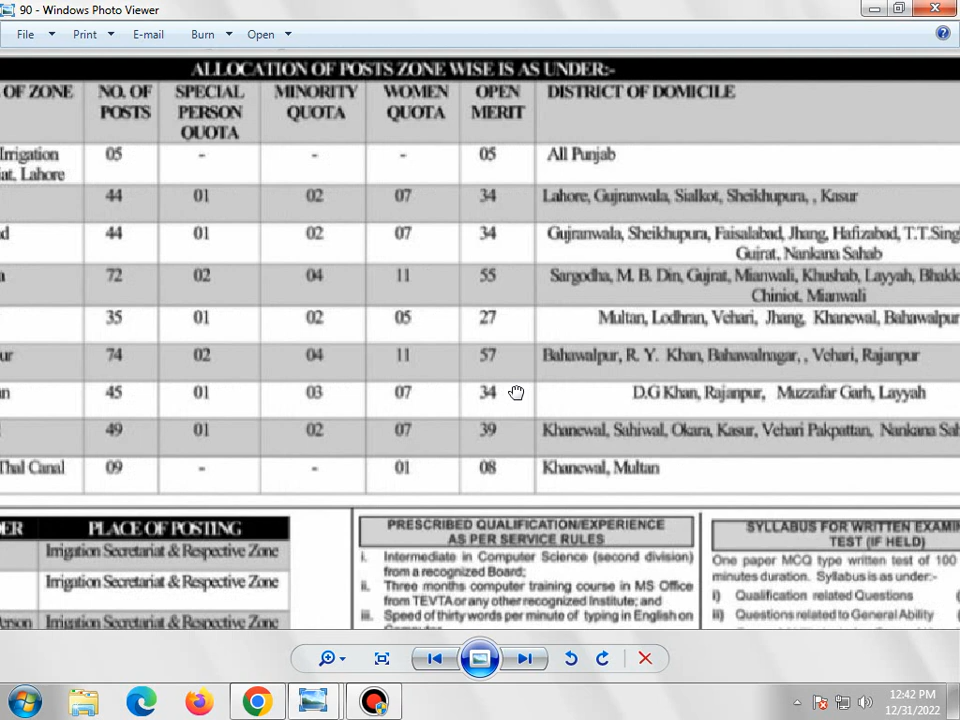 90 - Windows Photo Viewer
File Print E-mail Burn Open
ALLOCATION OF POSTS ZONE WISE IS AS UNDER:-
OF ZONE NO. OF POSTS SPECIAL PERSON QUOTA MINORITY QUOTA WOMEN QUOTA OPEN MERIT DISTRICT OF DOMICILE
Irrigation 05 - - - 05 All Punjab
iat, Lahore
44 01 02 07 34 Lahore, Gujranwala, Sialkot, Sheikhupura, , Kasur
d 44 01 02 07 34 Gujranwala, Sheikhupura, Faisalabad, Jhang, Hafizabad, T.T.Sing
Gujrat, Nankana Sahab
a 72 02 04 11 55 Sargodha, M. B. Din, Gujrat, Mianwali, Khushab, Layyah, Bhakk
Chiniot, Mianwali
35 01 02 05 27 Multan, Lodhran, Vehari, Jhang, Khanewal, Bahawalpur
ur 74 02 04 11 57 Bahawalpur, R. Y. Khan, Bahawalnagar, , Vehari, Rajanpur
n 45 01 03 07 34 D.G Khan, Rajanpur, Muzzafar Garh, Layyah
49 01 02 07 39 Khanewal, Sahiwal, Okara, Kasur, Vehari Pakpattan, Nankana Sah
Thal Canal 09 - - 01 08 Khanewal, Multan
ER PLACE OF POSTING
Irrigation Secretariat & Respective Zone
Irrigation Secretariat & Respective Zone
erson Irrigation Secretariat & Respective Zone
PRESCRIBED QUALIFICATION/EXPERIENCE
AS PER SERVICE RULES
i. Intermediate in Computer Science (second division)
from a recognized Board;
ii. Three months computer training course in MS Office
from TEVTA or any other recognized Institute; and
iii. Speed of thirty words per minute of typing in English on
SYLLABUS FOR WRITTEN EXAMI
TEST (IF HELD)
One paper MCQ type written test of 100
minutes duration. Syllabus is as under:-
i) Qualification related Questions
ii) Questions related to General Ability
12:42 PM
12/31/2022